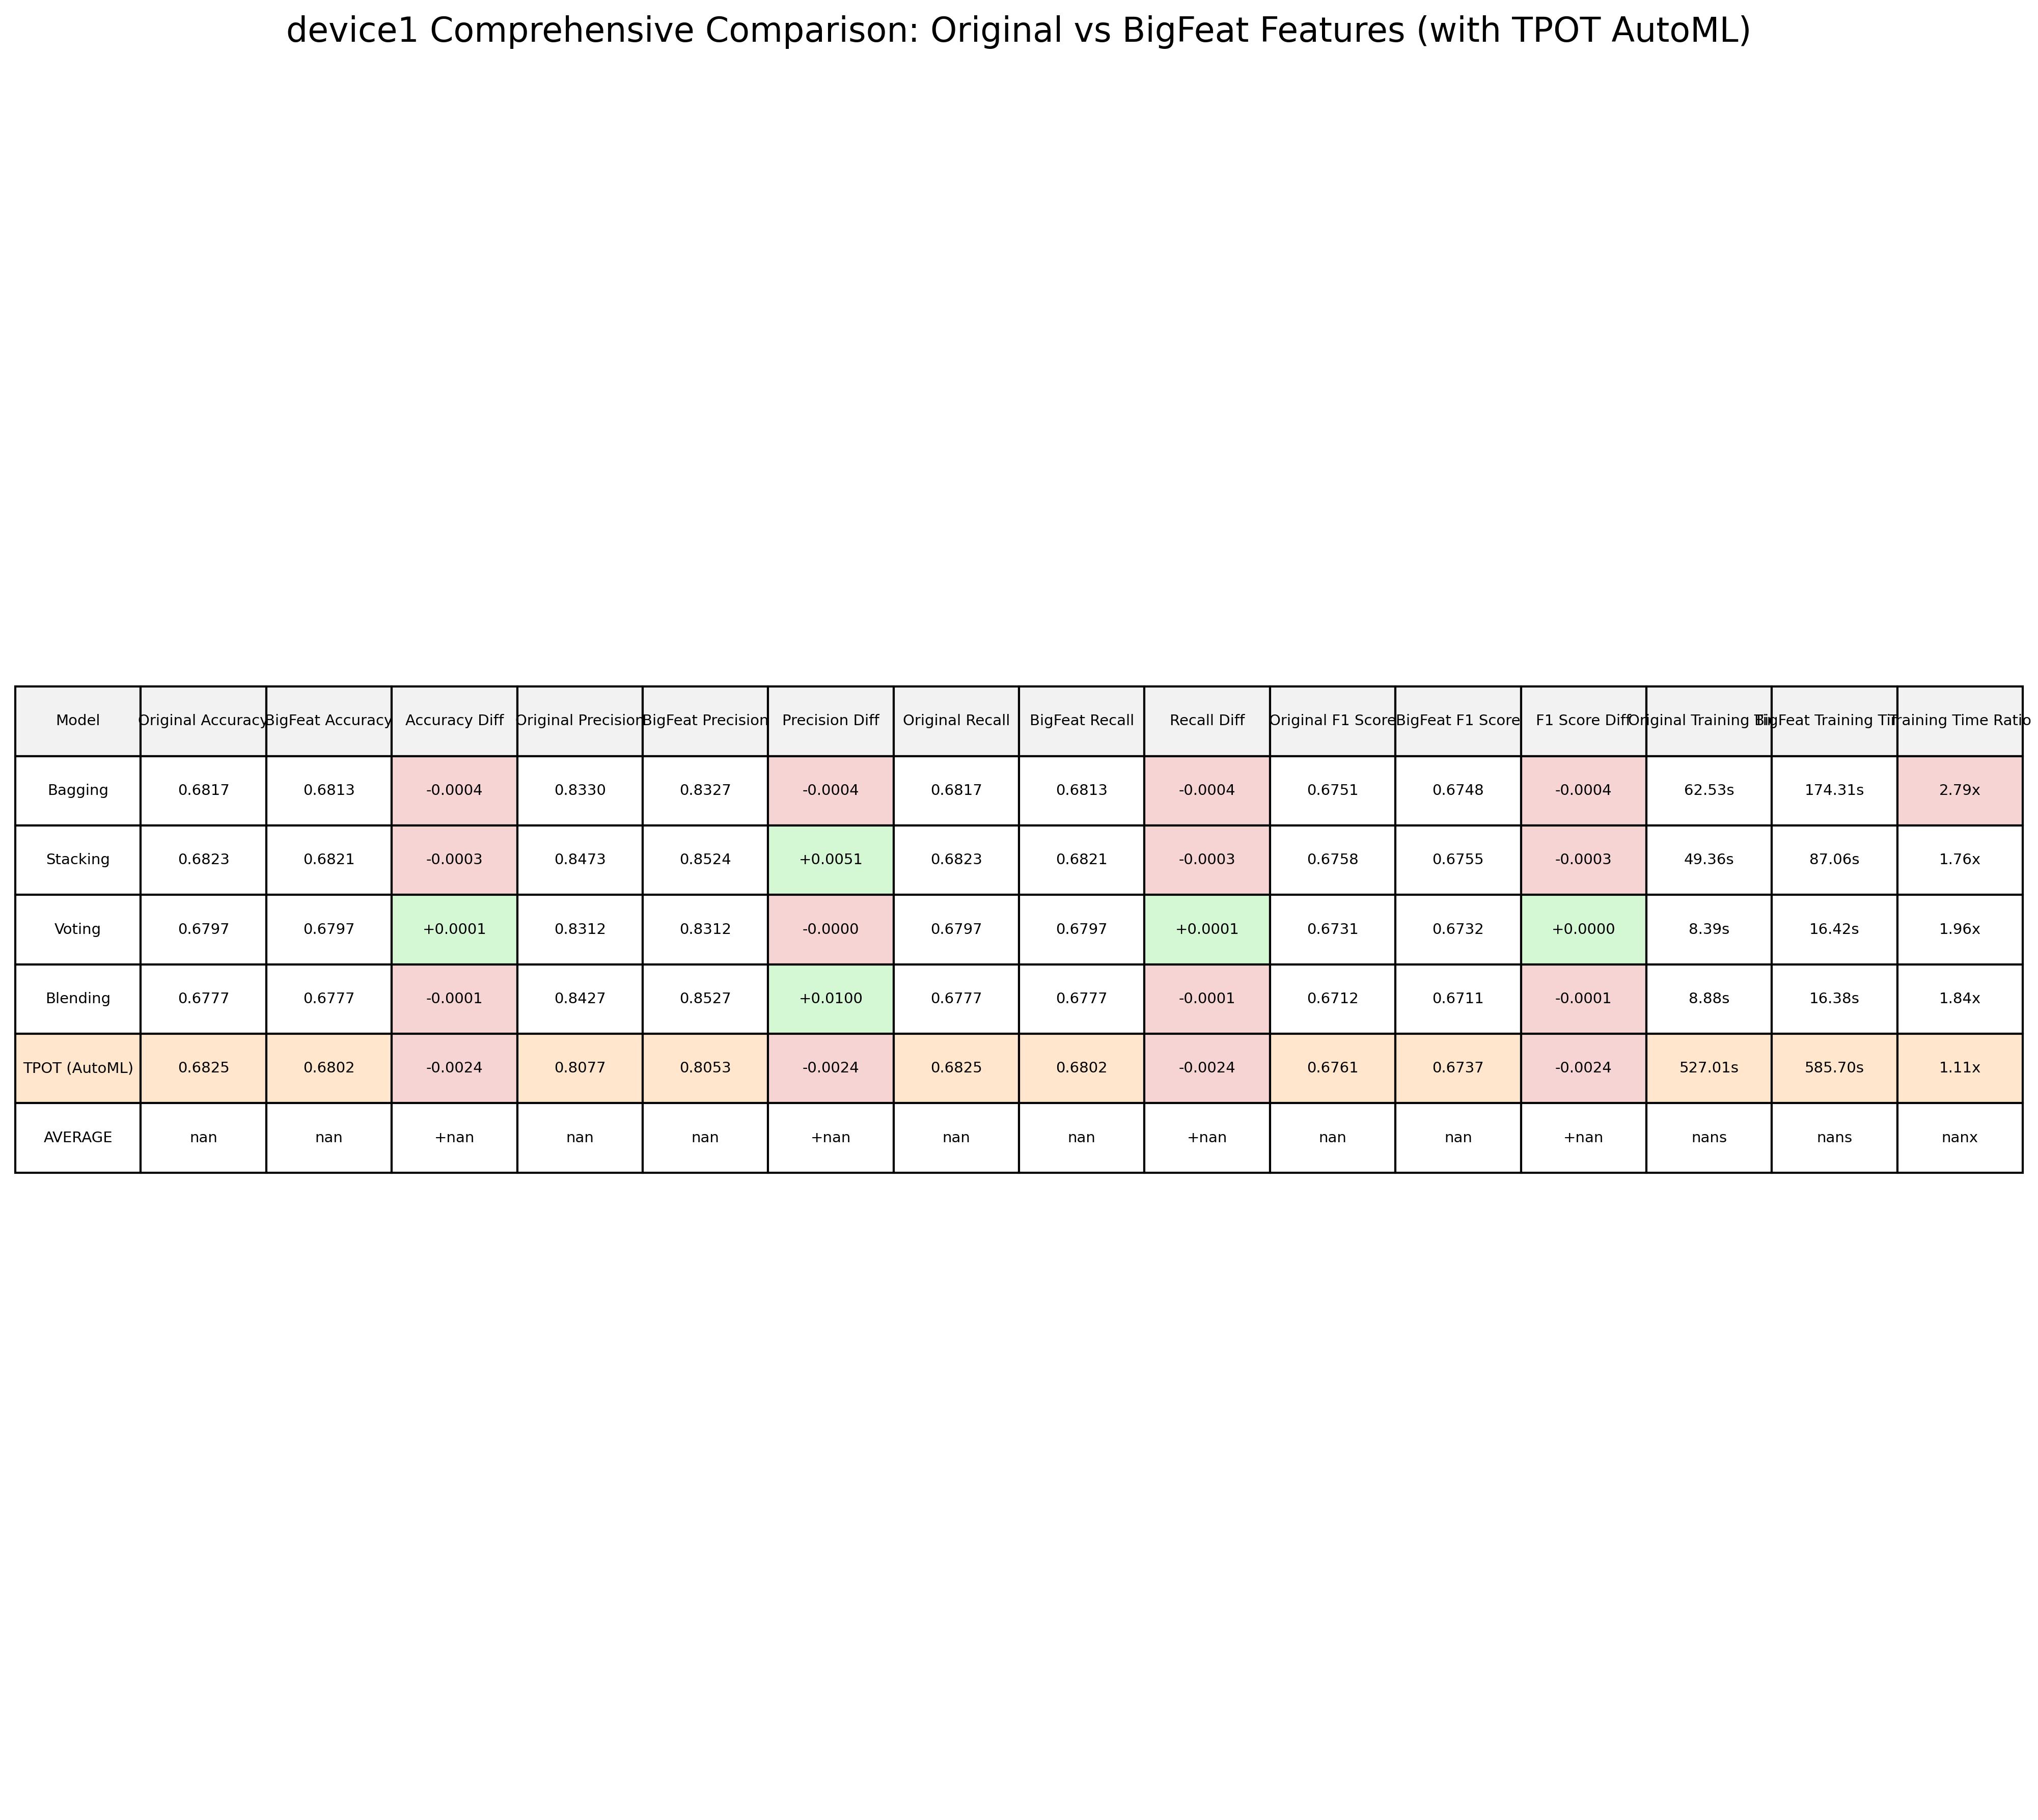 device1 Comprehensive Comparison: Original vs BigFeat Features (with TPOT AutoML)
Model Original Accuracy BigFeat Accuracy Accuracy Diff Original Precision BigFeat Precision Precision Diff Original Recall BigFeat Recall Recall Diff Original F1 Score BigFeat F1 Score F1 Score Diff Original Training BigFeat Training Training Time Ratio
Bagging 0.6817 0.6813 -0.0004 0.8330 0.8327 -0.0004 0.6817 0.6813 -0.0004 0.6751 0.6748 -0.0004 62.53s 174.31s 2.79x
Stacking 0.6823 0.6821 -0.0003 0.8473 0.8524 +0.0051 0.6823 0.6821 -0.0003 0.6758 0.6755 -0.0003 49.36s 87.06s 1.76x
Voting 0.6797 0.6797 +0.0001 0.8312 0.8312 -0.0000 0.6797 0.6797 +0.0001 0.6731 0.6732 +0.0000 8.39s 16.42s 1.96x
Blending 0.6777 0.6777 -0.0001 0.8427 0.8527 +0.0100 0.6777 0.6777 -0.0001 0.6712 0.6711 -0.0001 8.88s 16.38s 1.84x
TPOT (AutoML) 0.6825 0.6802 -0.0024 0.8077 0.8053 -0.0024 0.6825 0.6802 -0.0024 0.6761 0.6737 -0.0024 527.01s 585.70s 1.11x
AVERAGE nan nan +nan nan nan +nan nan nan +nan nan nan +nan nans nans nanx